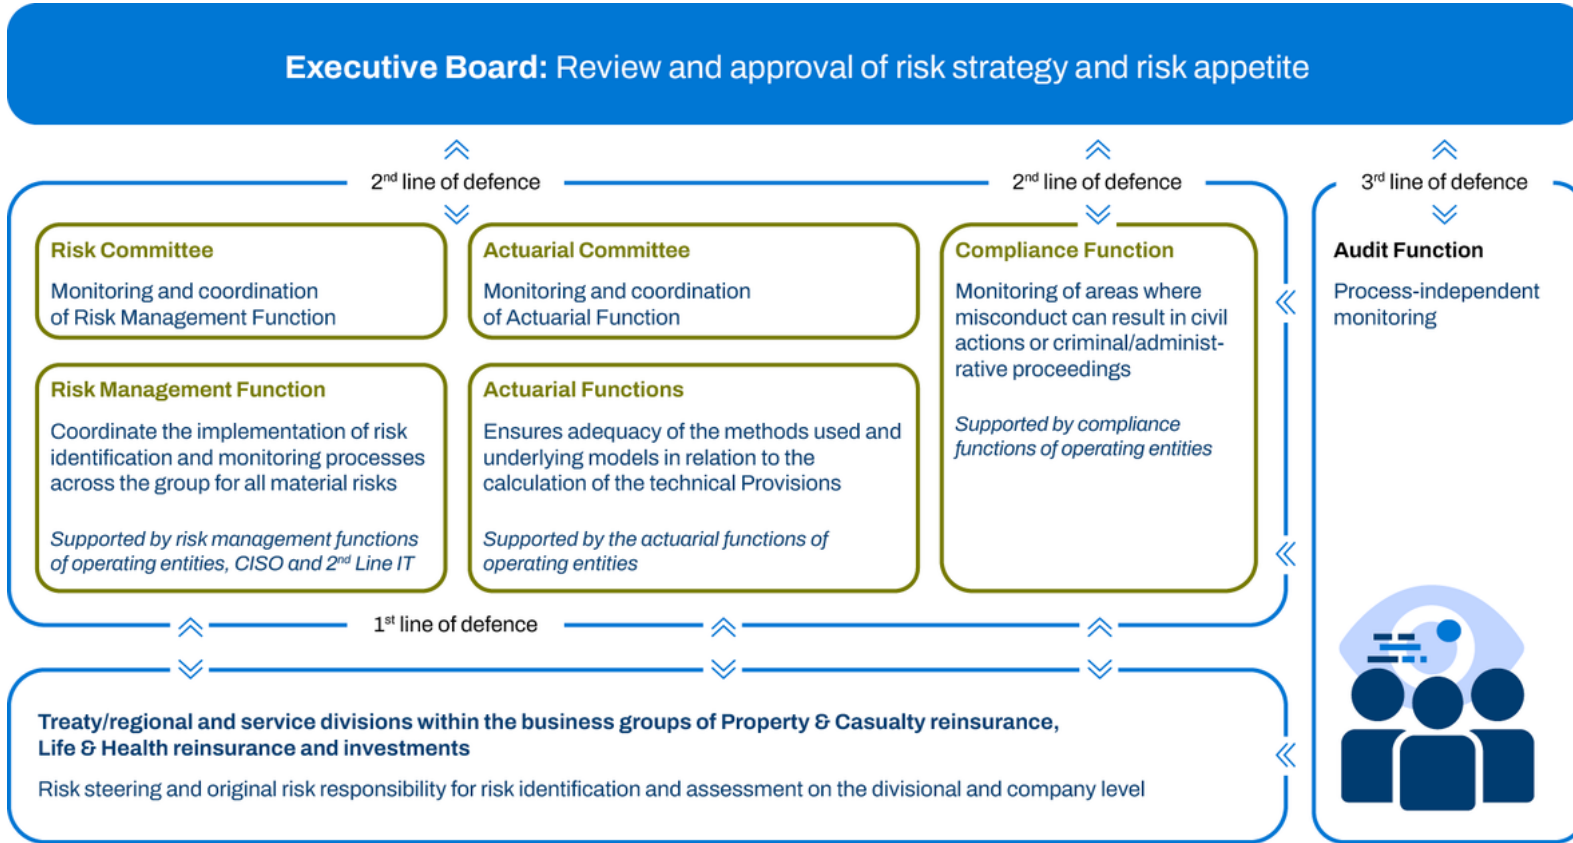 Executive Board: Review and approval of risk strategy and risk appetite
2nd line of defence
2nd line of defence
3rd line of defence
Risk Committee
Monitoring and coordination
of Risk Management Function
Actuarial Committee
Monitoring and coordination
of Actuarial Function
Compliance Function
Monitoring of areas where
misconduct can result in civil
actions or criminal/administ-
rative proceedings
Supported by compliance
functions of operating entities
Audit Function
Process-independent
monitoring
Risk Management Function
Coordinate the implementation of risk
identification and monitoring processes
across the group for all material risks
Supported by risk management functions
of operating entities, CISO and 2nd Line IT
Actuarial Functions
Ensures adequacy of the methods used and
underlying models in relation to the
calculation of the technical Provisions
Supported by the actuarial functions of
operating entities
1st line of defence
Treaty/regional and service divisions within the business groups of Property & Casualty reinsurance,
Life & Health reinsurance and investments
Risk steering and original risk responsibility for risk identification and assessment on the divisional and company level